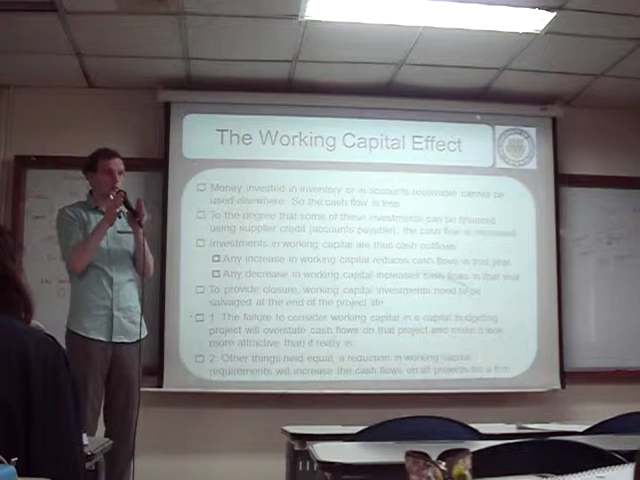 The Working Capital Effect
Money invested in inventory or in accounts receivable cannot be
used elsewhere. So the cash flow is less.
To the degree that some of these investments can be financed
using supplier credit (accounts payable), the cash flow is increased.
Investments in working capital are thus cash outflows.
Any increase in working capital reduces cash flows in that year
Any decrease in working capital increases cash flows in that year
To provide closure, working capital investments need to be
salvaged at the end of the project life
1. The failure to consider working capital in a capital budgeting
project will overstate cash flows on that project and make it look
more attractive than it really is.
2. Other things held equal, a reduction in working capital
requirements will increase the cash flows on all projects for a firm.